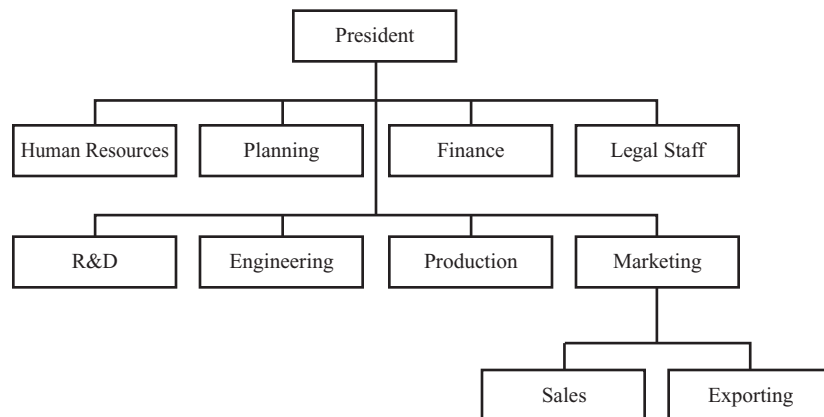 President
Human Resources
Planning
Finance
Legal Staff
R&D
Engineering
Production
Marketing
Sales
Exporting